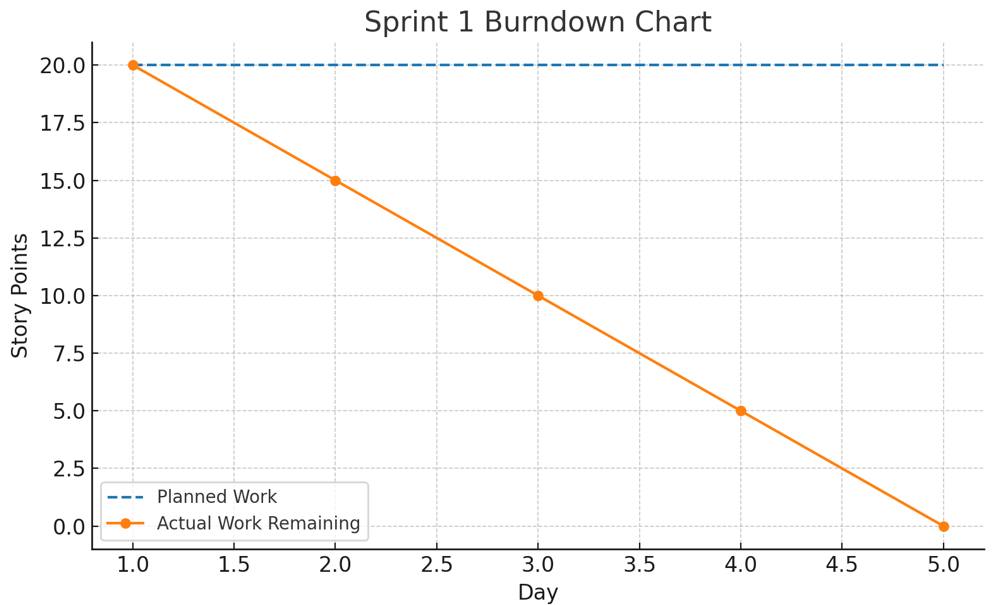 Sprint 1 Burndown Chart
Story Points
20.0
17.5
15.0
12.5
10.0
7.5
5.0
2.5
0.0
Planned Work
Actual Work Remaining
1.0 1.5 2.0 2.5 3.0 3.5 4.0 4.5 5.0
Day